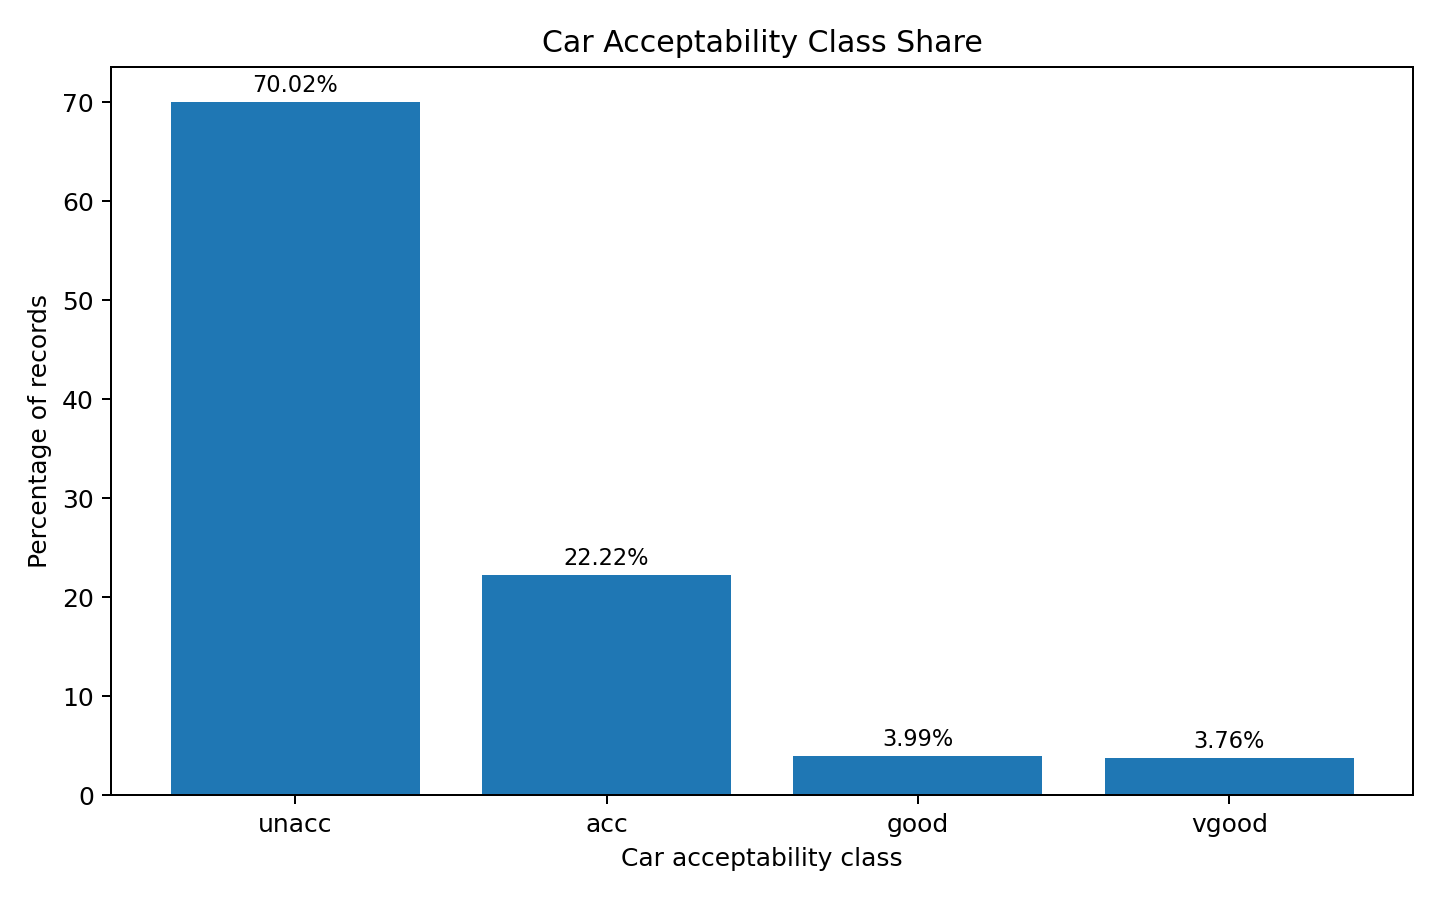 Car Acceptability Class Share
70.02%
22.22%
3.99%
3.76%
70
60
50
40
30
20
10
0
Percentage of records
unacc
acc
good
vgood
Car acceptability class